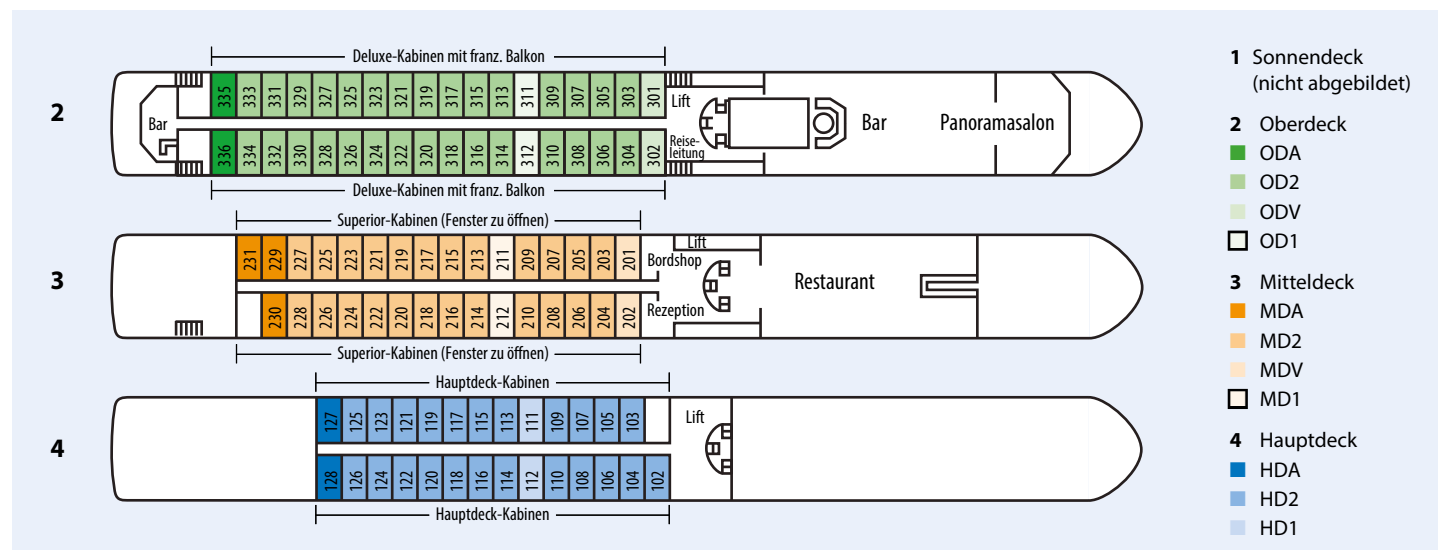 Deluxe-Kabinen mit franz. Balkon
2
335 333 331 329 327 325 323 321 319 317 315 313 311 309 307 305 303 301
Lift
Bar
Bar
Panoramasalon
336 334 332 330 328 326 324 322 320 318 316 314 312 310 308 306 304 302
Reise-
leitung
Deluxe-Kabinen mit franz. Balkon
Superior-Kabinen (Fenster zu öffnen)
3
231 229 227 225 223 221 219 217 215 213 211 209 207 205 203 201
Lift
Bordshop
Restaurant
230 228 226 224 222 220 218 216 214 212 210 208 206 204 202
Rezeption
Superior-Kabinen (Fenster zu öffnen)
Hauptdeck-Kabinen
4
127 125 123 121 119 117 115 113 111 109 107 105 103
Lift
128 126 124 122 120 118 116 114 112 110 108 106 104 102
Hauptdeck-Kabinen
1 Sonnendeck
(nicht abgebildet)
2 Oberdeck
ODA
OD2
ODV
OD1
3 Mitteldeck
MDA
MD2
MDV
MD1
4 Hauptdeck
HDA
HD2
HD1